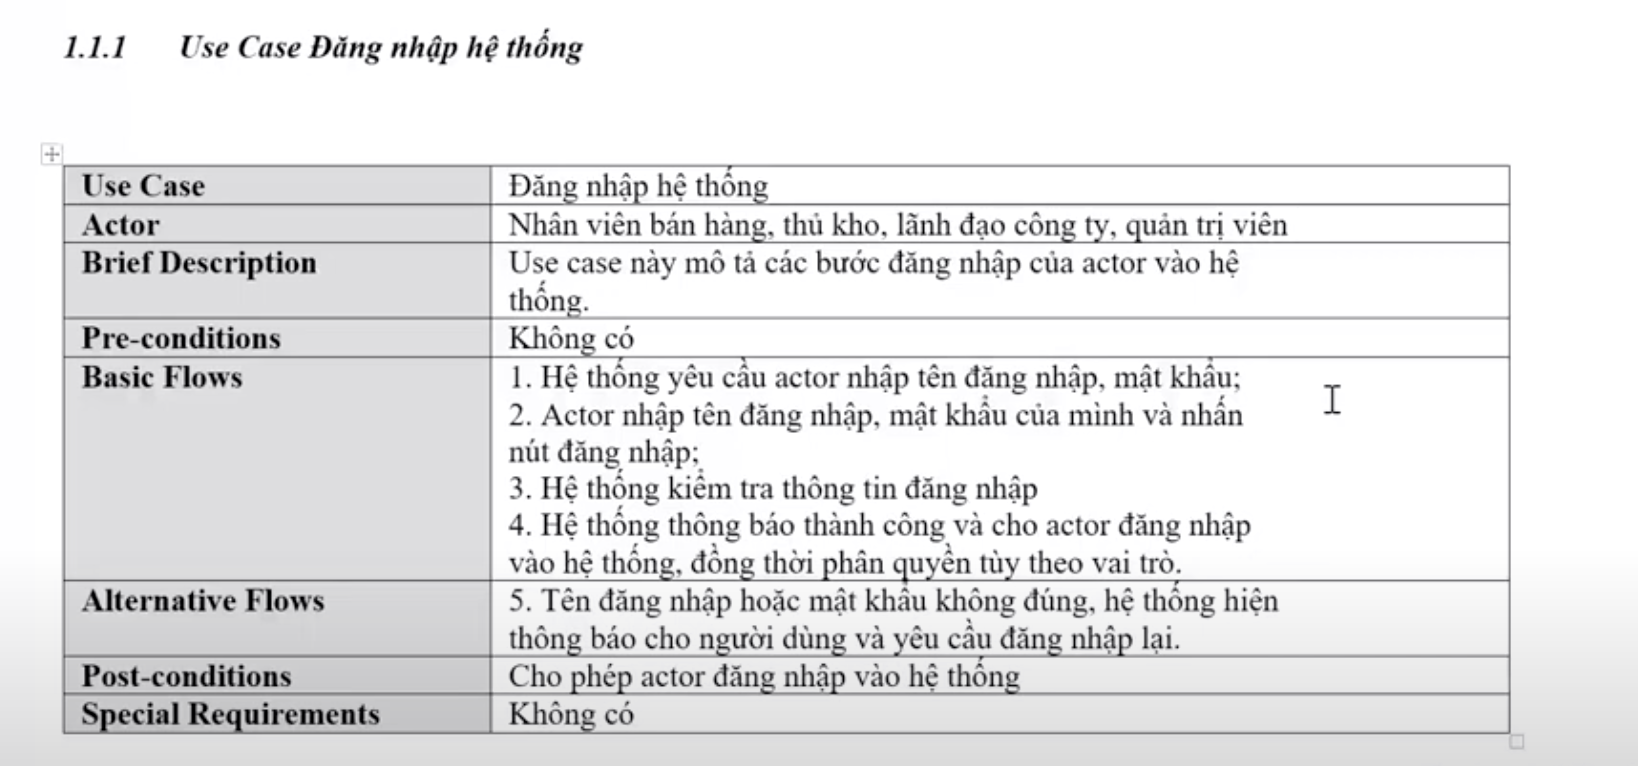 1.1.1 Use Case Đăng nhập hệ thống
Use Case Đăng nhập hệ thống
Actor Nhân viên bán hàng, thủ kho, lãnh đạo công ty, quản trị viên
Brief Description Use case này mô tả các bước đăng nhập của actor vào hệ
thống.
Pre-conditions Không có
Basic Flows 1. Hệ thống yêu cầu actor nhập tên đăng nhập, mật khẩu;
2. Actor nhập tên đăng nhập, mật khẩu của mình và nhấn
nút đăng nhập;
3. Hệ thống kiểm tra thông tin đăng nhập
4. Hệ thống thông báo thành công và cho actor đăng nhập
vào hệ thống, đồng thời phân quyền tùy theo vai trò.
Alternative Flows 5. Tên đăng nhập hoặc mật khẩu không đúng, hệ thống hiện
thông báo cho người dùng và yêu cầu đăng nhập lại.
Post-conditions Cho phép actor đăng nhập vào hệ thống
Special Requirements Không có